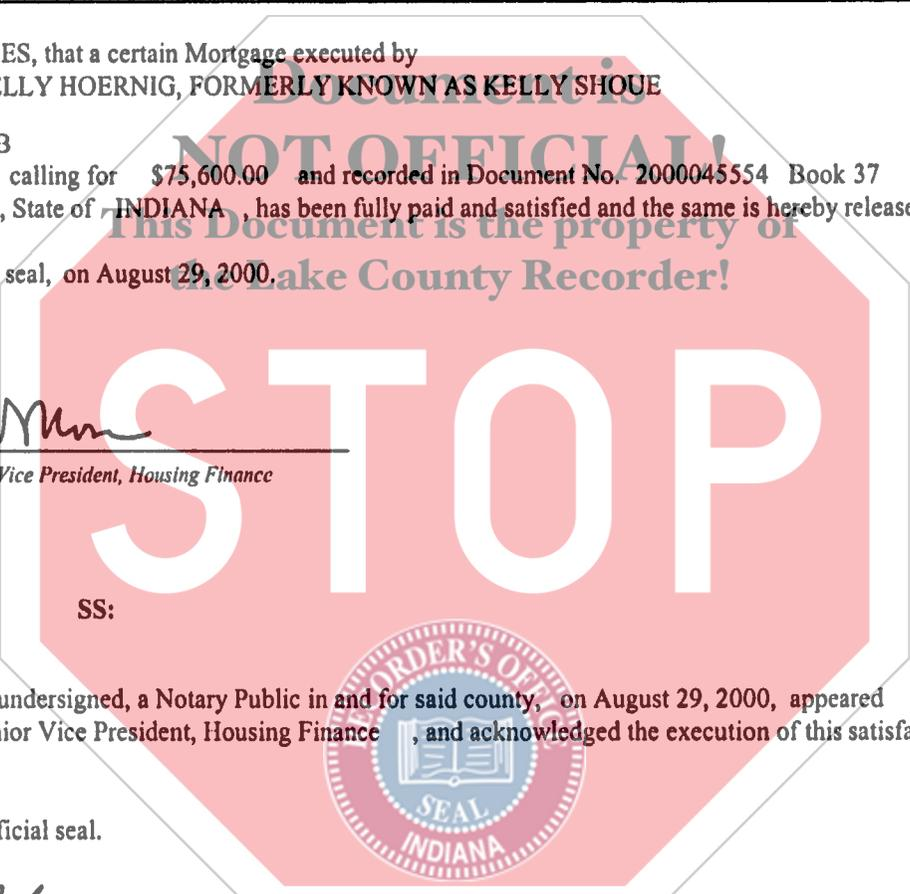 ES, that a certain Mortgage executed by
ELLY HOERNIG, FORMERLY KNOWN AS KELLY SHOUE
Document is
NOT OFFICIAL!
calling for $75,600.00 and recorded in Document No. 2000045554 Book 37
, State of INDIANA , has been fully paid and satisfied and the same is hereby release
This Document is the property of
the Lake County Recorder!
seal, on August 29, 2000.
STOP
Vice President, Housing Finance
SS:
RECORDER'S OFFICE
undersigned, a Notary Public in and for said county, on August 29, 2000, appeared
nior Vice President, Housing Finance , and acknowledged the execution of this satisfa
SEAL
INDIANA
ficial seal.